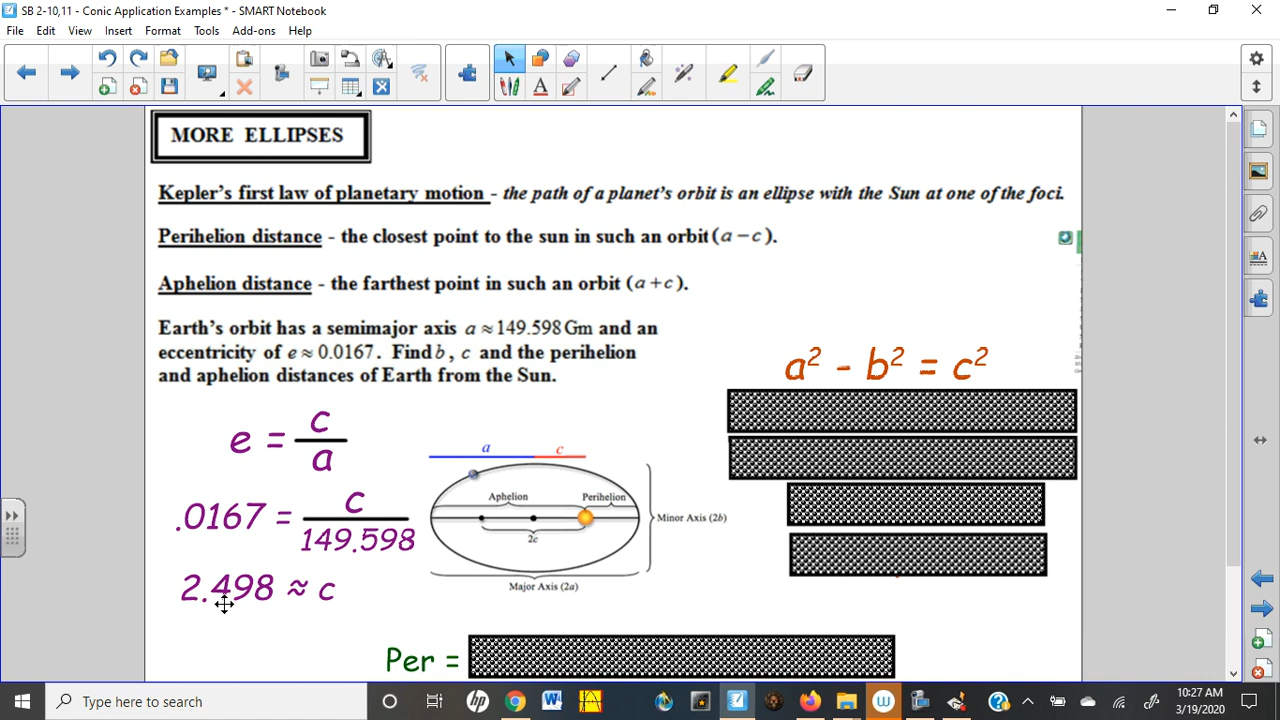 SB 2-10,11 - Conic Application Examples * - SMART Notebook
File Edit View Insert Format Tools Add-ons Help
MORE ELLIPSES
Kepler's first law of planetary motion - the path of a planet's orbit is an ellipse with the Sun at one of the foci.
Perihelion distance - the closest point to the sun in such an orbit (a − c).
Aphelion distance - the farthest point in such an orbit (a + c).
Earth's orbit has a semimajor axis a ≈ 149.598 Gm and an
eccentricity of e ≈ 0.0167. Find b, c and the perihelion
and aphelion distances of Earth from the Sun.
a² - b² = c²
e = c/a
.0167 = c/149.598
2.498 ≈ c
a c
Aphelion Perihelion
2c
Minor Axis (2b)
Major Axis (2a)
Per =
Type here to search
10:27 AM
3/19/2020